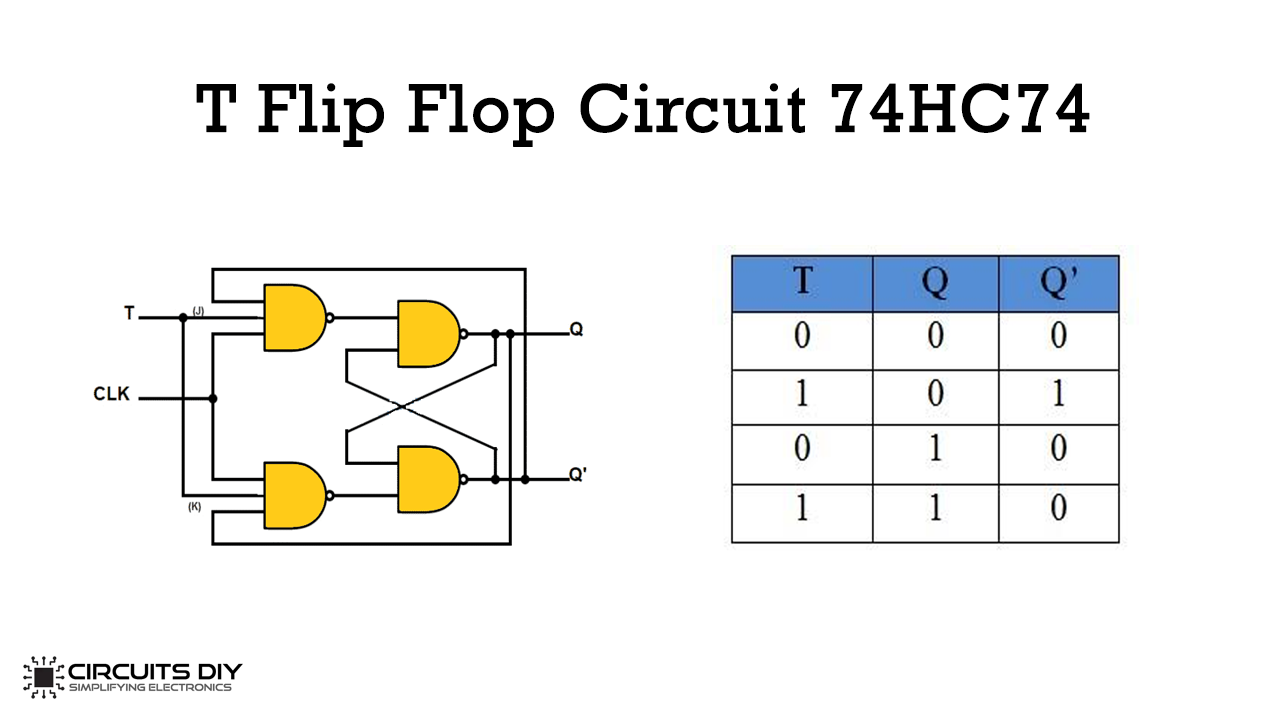 T Flip Flop Circuit 74HC74
T (J)
CLK
(K)
Q
Q'
T Q Q’
0 0 0
1 0 1
0 1 0
1 1 0
CIRCUITS DIY
SIMPLIFYING ELECTRONICS